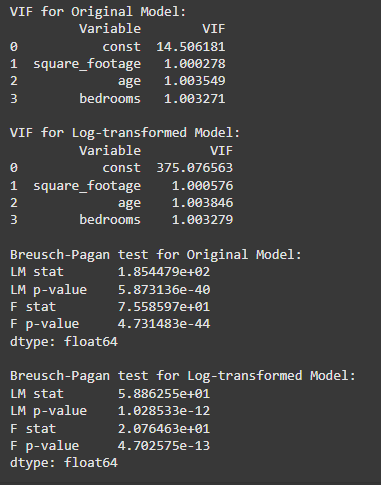 VIF for Original Model:
Variable VIF
0 const 14.506181
1 square_footage 1.000278
2 age 1.003549
3 bedrooms 1.003271
VIF for Log-transformed Model:
Variable VIF
0 const 375.076563
1 square_footage 1.000576
2 age 1.003846
3 bedrooms 1.003279
Breusch-Pagan test for Original Model:
LM stat 1.854479e+02
LM p-value 5.873136e-40
F stat 7.558597e+01
F p-value 4.731483e-44
dtype: float64
Breusch-Pagan test for Log-transformed Model:
LM stat 5.886255e+01
LM p-value 1.028533e-12
F stat 2.076463e+01
F p-value 4.702575e-13
dtype: float64